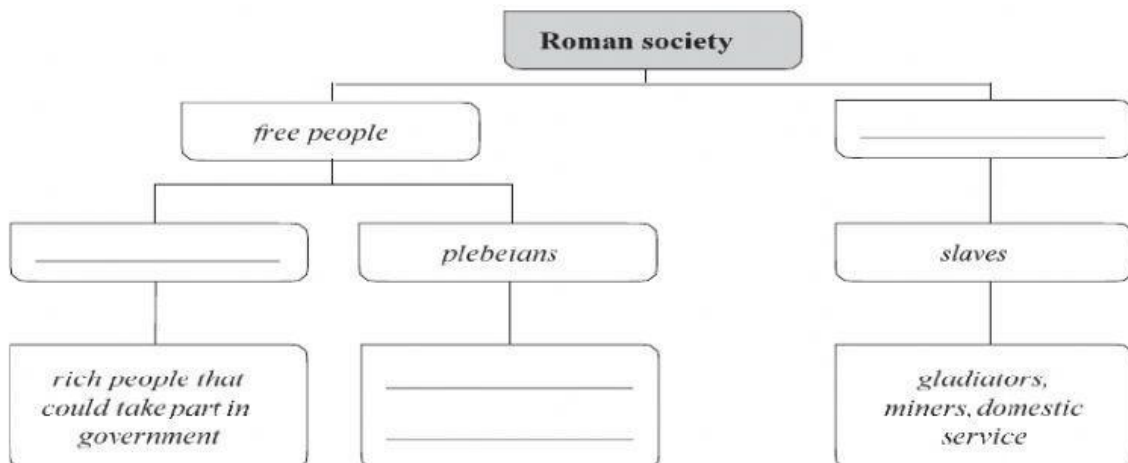 Roman society
free people
plebeians
slaves
rich people that
could take part in
government
gladiators,
miners, domestic
service